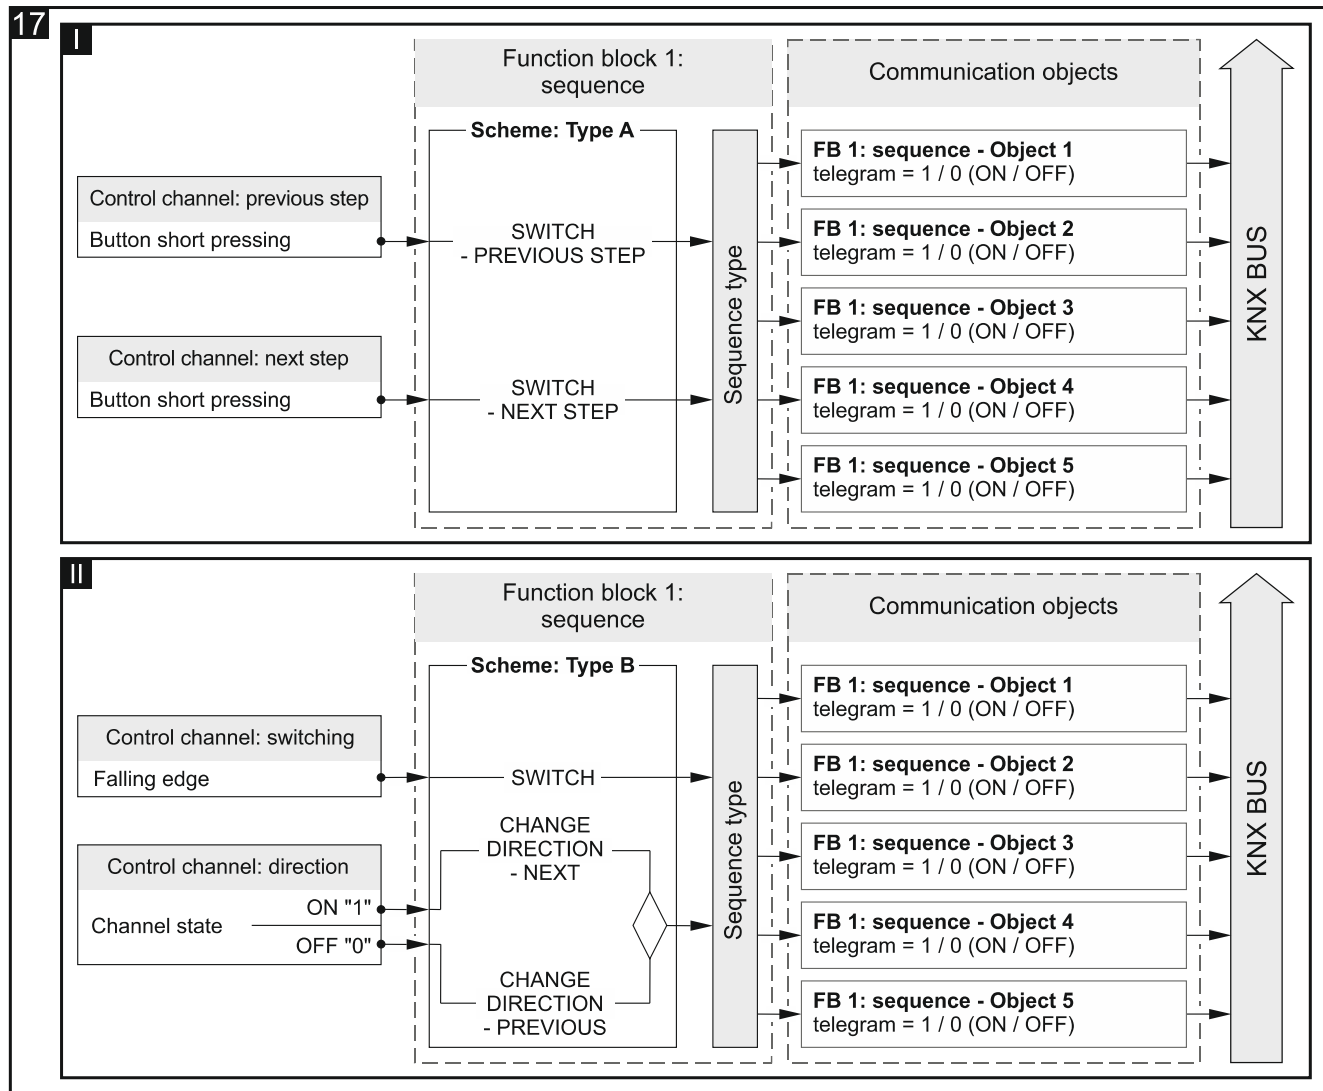 17
I
Function block 1:
sequence
Communication objects
Scheme: Type A
Control channel: previous step
Button short pressing
SWITCH
- PREVIOUS STEP
Control channel: next step
Button short pressing
SWITCH
- NEXT STEP
Sequence type
FB 1: sequence - Object 1
telegram = 1 / 0 (ON / OFF)
FB 1: sequence - Object 2
telegram = 1 / 0 (ON / OFF)
FB 1: sequence - Object 3
telegram = 1 / 0 (ON / OFF)
FB 1: sequence - Object 4
telegram = 1 / 0 (ON / OFF)
FB 1: sequence - Object 5
telegram = 1 / 0 (ON / OFF)
KNX BUS
II
Function block 1:
sequence
Communication objects
Scheme: Type B
Control channel: switching
Falling edge
SWITCH
Control channel: direction
Channel state
ON "1"
OFF "0"
CHANGE
DIRECTION
- NEXT
CHANGE
DIRECTION
- PREVIOUS
Sequence type
FB 1: sequence - Object 1
telegram = 1 / 0 (ON / OFF)
FB 1: sequence - Object 2
telegram = 1 / 0 (ON / OFF)
FB 1: sequence - Object 3
telegram = 1 / 0 (ON / OFF)
FB 1: sequence - Object 4
telegram = 1 / 0 (ON / OFF)
FB 1: sequence - Object 5
telegram = 1 / 0 (ON / OFF)
KNX BUS